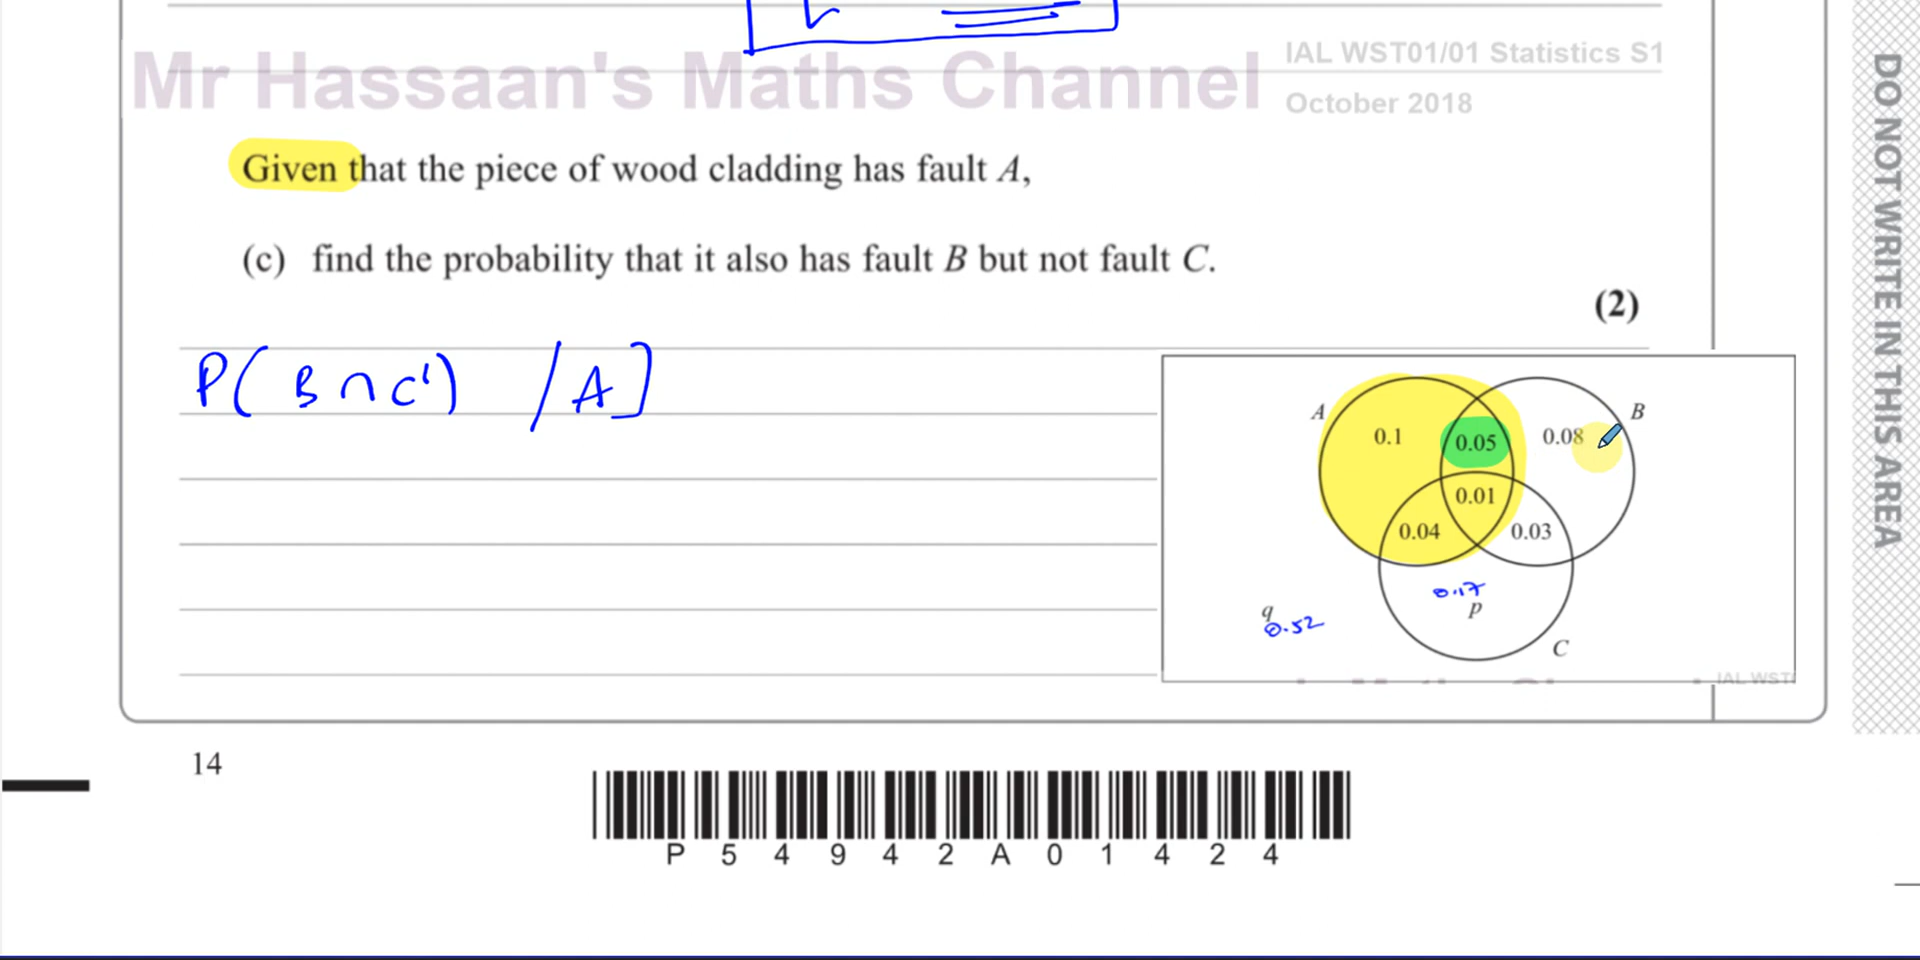 Mr Hassaan's Maths Channel
IAL WST01/01 Statistics S1
October 2018
Given that the piece of wood cladding has fault A,
(c) find the probability that it also has fault B but not fault C.
(2)
P( B ∩ C') / A]
A
B
0.1
0.05
0.08
0.01
0.04
0.03
0.17
p
q
0.52
C
IAL WST
14
P 5 4 9 4 2 A 0 1 4 2 4
DO NOT WRITE IN THIS AREA